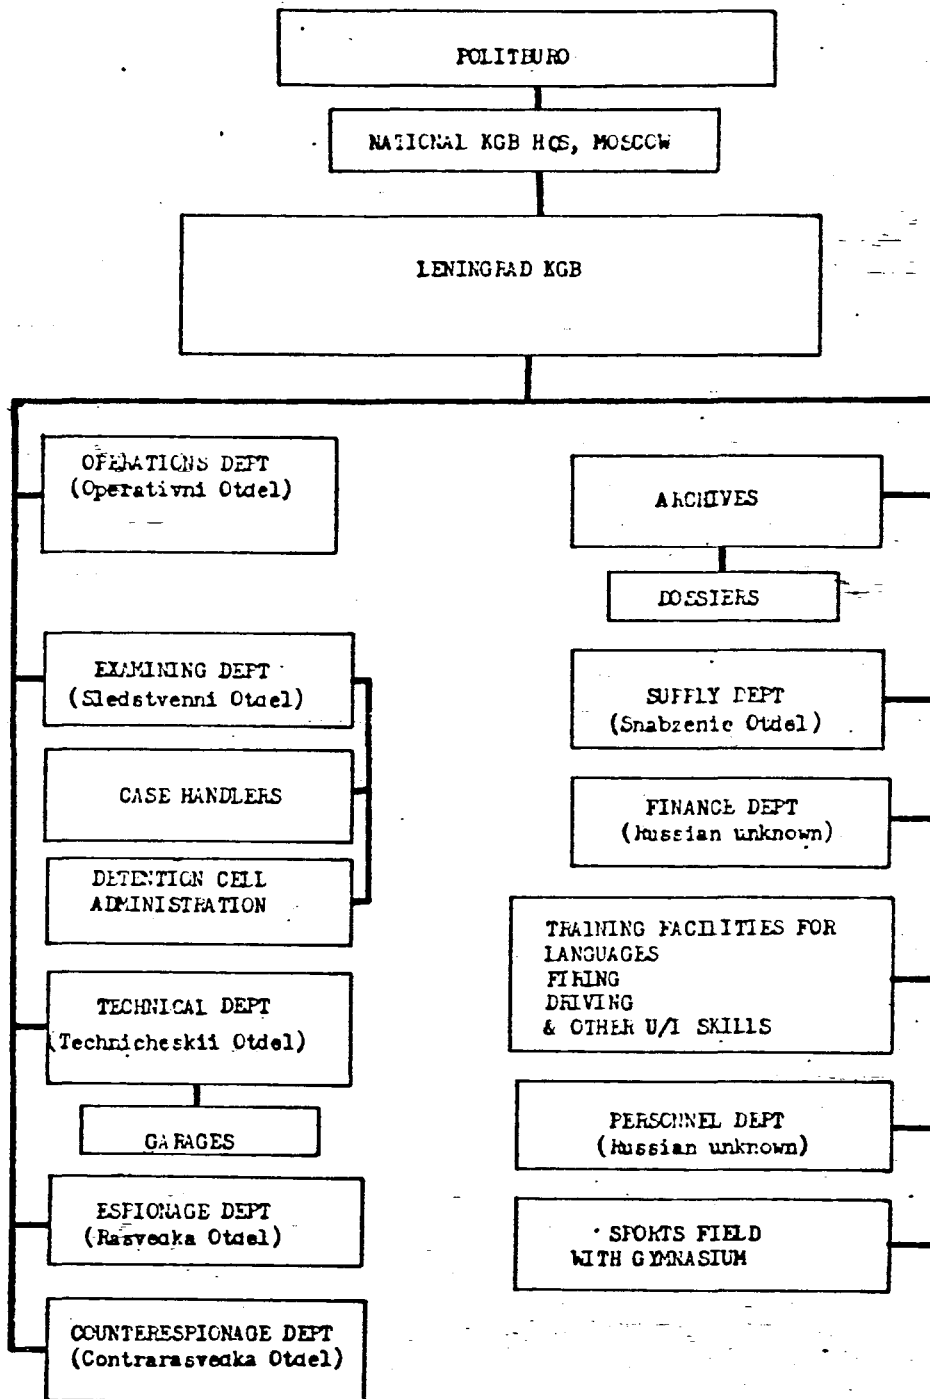 POLITBURO
NATIONAL KGB HQS, MOSCOW
LENINGRAD KGB
OPERATIONS DEPT
(Operativni Otdel)
EXAMINING DEPT
(Sledstvenni Otdel)
CASE HANDLERS
DETENTION CELL
ADMINISTRATION
TECHNICAL DEPT
(Technicheskii Otdel)
GARAGES
ESPIONAGE DEPT
(Rasvedka Otdel)
COUNTERESPIONAGE DEPT
(Contrarasvedka Otdel)
ARCHIVES
DOSSIERS
SUPPLY DEPT
(Snabzenic Otdel)
FINANCE DEPT
(Russian unknown)
TRAINING FACILITIES FOR
LANGUAGES
FIRING
DRIVING
& OTHER U/I SKILLS
PERSONNEL DEPT
(Russian unknown)
SPORTS FIELD
WITH GYMNASIUM